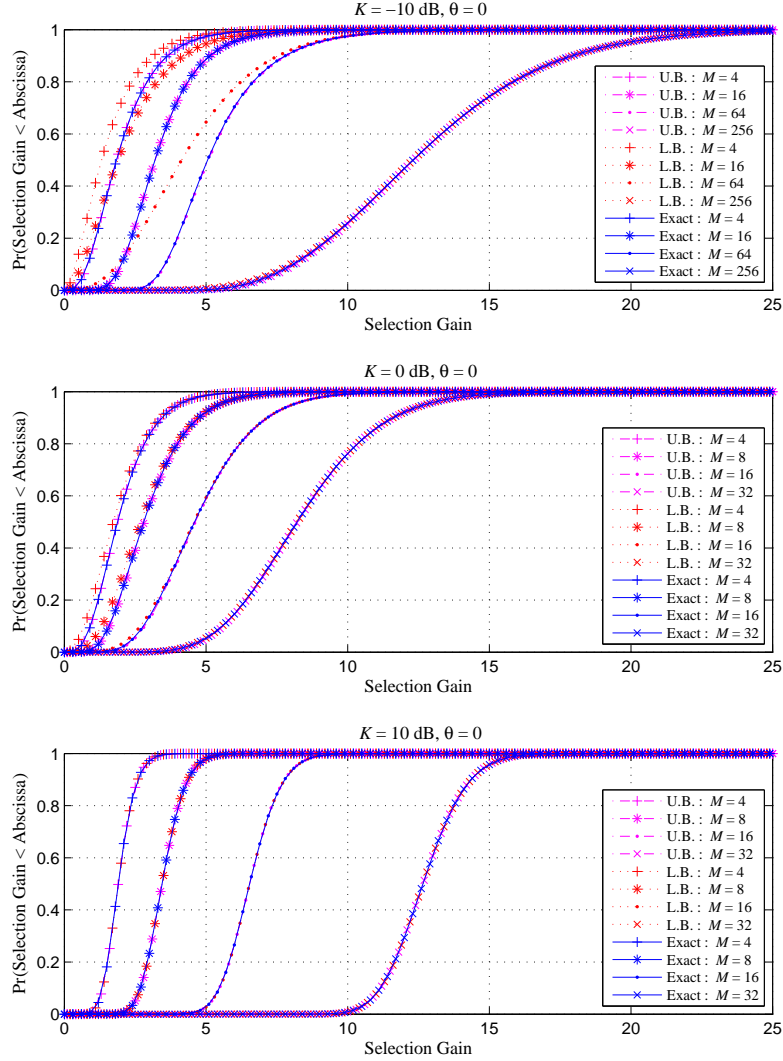 K = −10 dB, θ = 0
Pr(Selection Gain < Abscissa)
1
0.8
0.6
0.4
0.2
0
0 5 10 15 20 25
Selection Gain
U.B. : M = 4
U.B. : M = 16
U.B. : M = 64
U.B. : M = 256
L.B. : M = 4
L.B. : M = 16
L.B. : M = 64
L.B. : M = 256
Exact : M = 4
Exact : M = 16
Exact : M = 64
Exact : M = 256
K = 0 dB, θ = 0
Pr(Selection Gain < Abscissa)
1
0.8
0.6
0.4
0.2
0
0 5 10 15 20 25
Selection Gain
U.B. : M = 4
U.B. : M = 8
U.B. : M = 16
U.B. : M = 32
L.B. : M = 4
L.B. : M = 8
L.B. : M = 16
L.B. : M = 32
Exact : M = 4
Exact : M = 8
Exact : M = 16
Exact : M = 32
K = 10 dB, θ = 0
Pr(Selection Gain < Abscissa)
1
0.8
0.6
0.4
0.2
0
0 5 10 15 20 25
Selection Gain
U.B. : M = 4
U.B. : M = 8
U.B. : M = 16
U.B. : M = 32
L.B. : M = 4
L.B. : M = 8
L.B. : M = 16
L.B. : M = 32
Exact : M = 4
Exact : M = 8
Exact : M = 16
Exact : M = 32